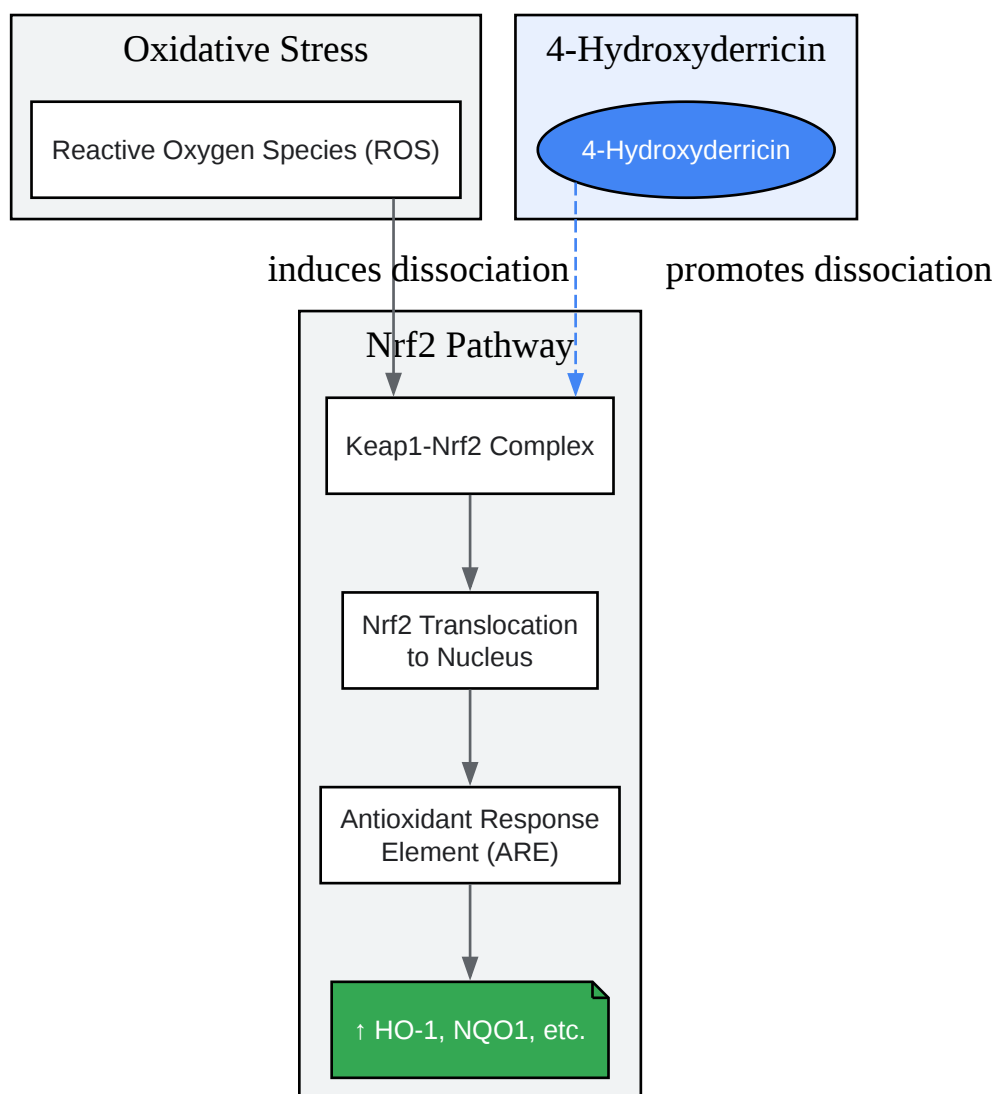 Oxidative Stress
4-Hydroxyderricin
Reactive Oxygen Species (ROS)
4-Hydroxyderricin
induces dissociation
promotes dissociation
Nrf2 Pathway
Keap1-Nrf2 Complex
Nrf2 Translocation
to Nucleus
Antioxidant Response
Element (ARE)
↑ HO-1, NQO1, etc.